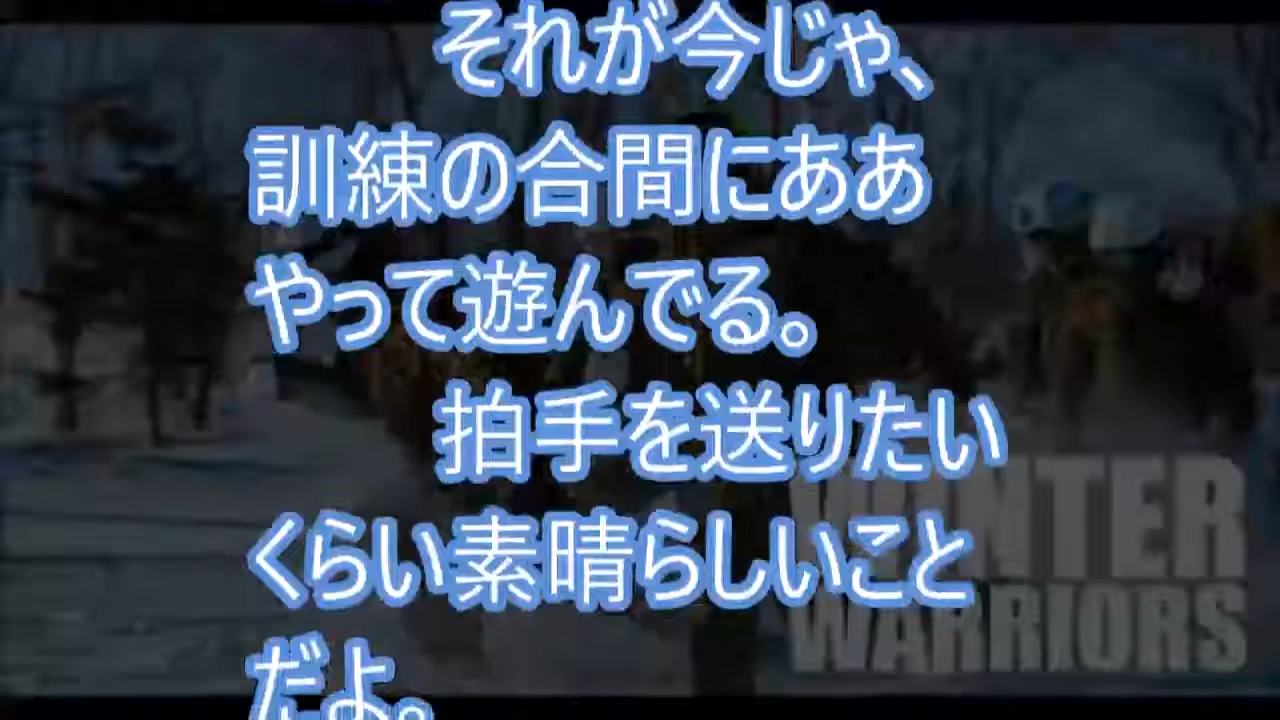 それが今じゃ、
訓練の合間にああ
やって遊んでる。
拍手を送りたい
くらい素晴らしいこと
だよ。
WINTER
WARRIORS